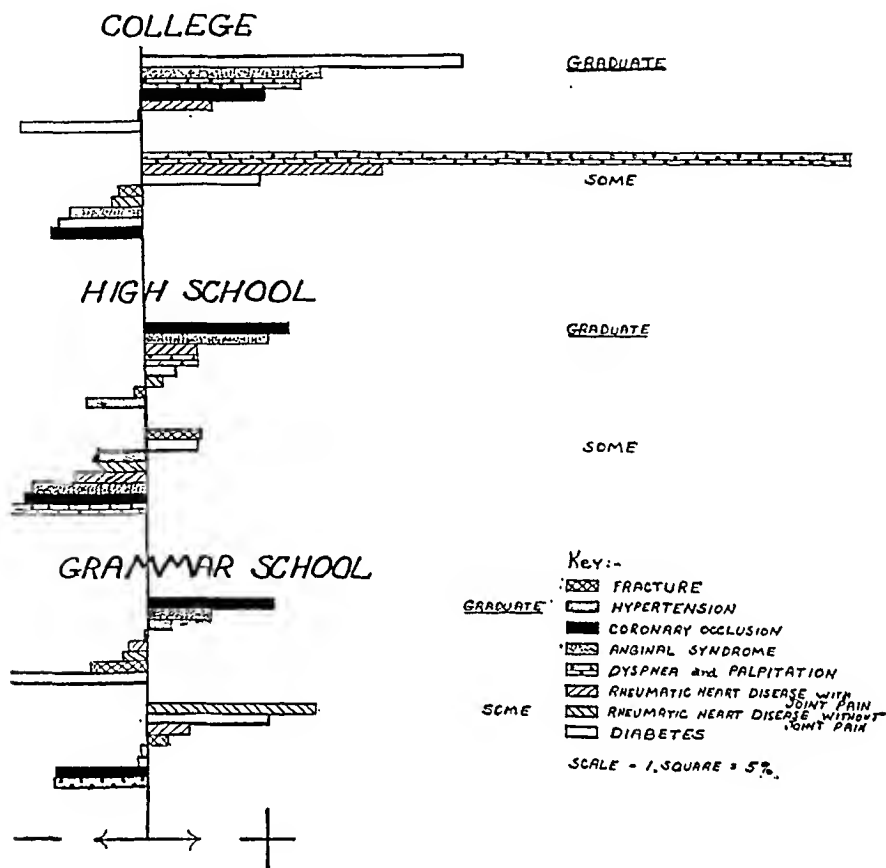 COLLEGE
GRADUATE
SOME
HIGH SCHOOL
GRADUATE
SOME
GRAMMAR SCHOOL
GRADUATE
SOME
Key:-
FRACTURE
HYPERTENSION
CORONARY OCCLUSION
ANGINAL SYNDROME
DYSPNEA and PALPITATION
RHEUMATIC HEART DISEASE WITH JOINT PAIN
RHEUMATIC HEART DISEASE WITHOUT JOINT PAIN
DIABETES
SCALE - 1 SQUARE = 5%.
— +